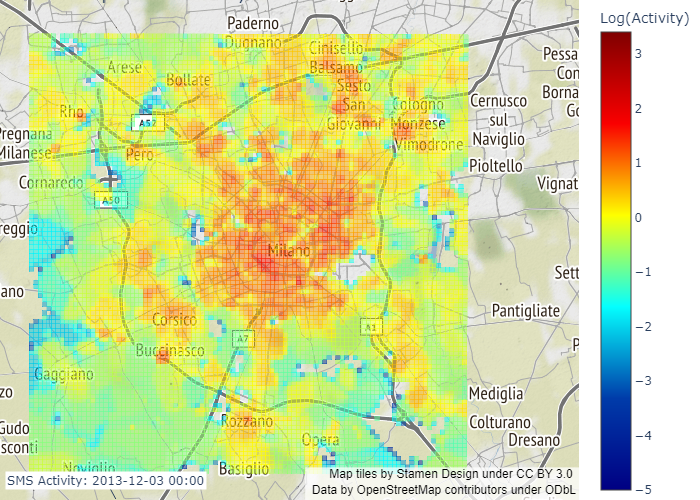 Log(Activity)
3
2
1
0
−1
−2
−3
−4
−5
Paderno
Dugnano
Cinisello
Balsamo
Arese
Bollate
Sesto
San
Giovanni
Rho
A52
Cologno
Monzese
Vimodrone
Cernusco
sul
Naviglio
Pessa
Con
Borna
Go
Pregnana
Milanese
Pero
Pioltello
Cornaredo
A50
Vignat
reggio
Milano
Sett
ano
Pantigliate
Corsico
A7
A1
Buccinasco
P
Gaggiano
zo
Mediglia
Rozzano
Colturano
Gudo
sconti
Opera
Dresano
Noviglio
Basiglio
SMS Activity: 2013-12-03 00:00
Map tiles by Stamen Design under CC BY 3.0
Data by OpenStreetMap contributors under ODbL